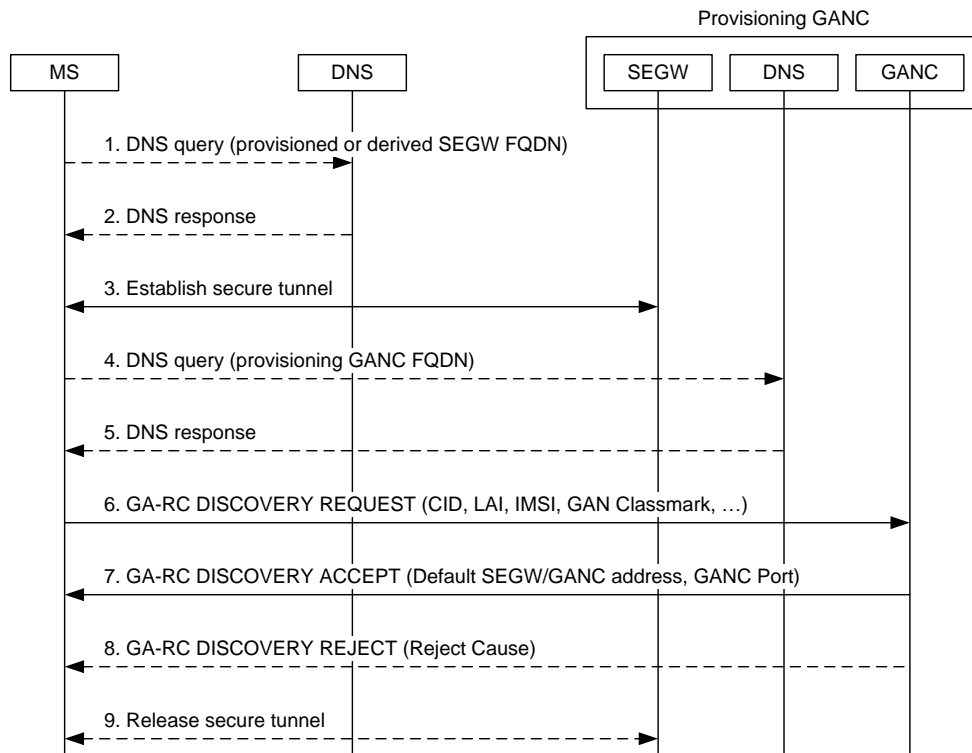 Provisioning GANC
MS
DNS
SEGW
DNS
GANC
1. DNS query (provisioned or derived SEGW FQDN)
2. DNS response
3. Establish secure tunnel
4. DNS query (provisioning GANC FQDN)
5. DNS response
6. GA-RC DISCOVERY REQUEST (CID, LAI, IMSI, GAN Classmark, …)
7. GA-RC DISCOVERY ACCEPT (Default SEGW/GANC address, GANC Port)
8. GA-RC DISCOVERY REJECT (Reject Cause)
9. Release secure tunnel